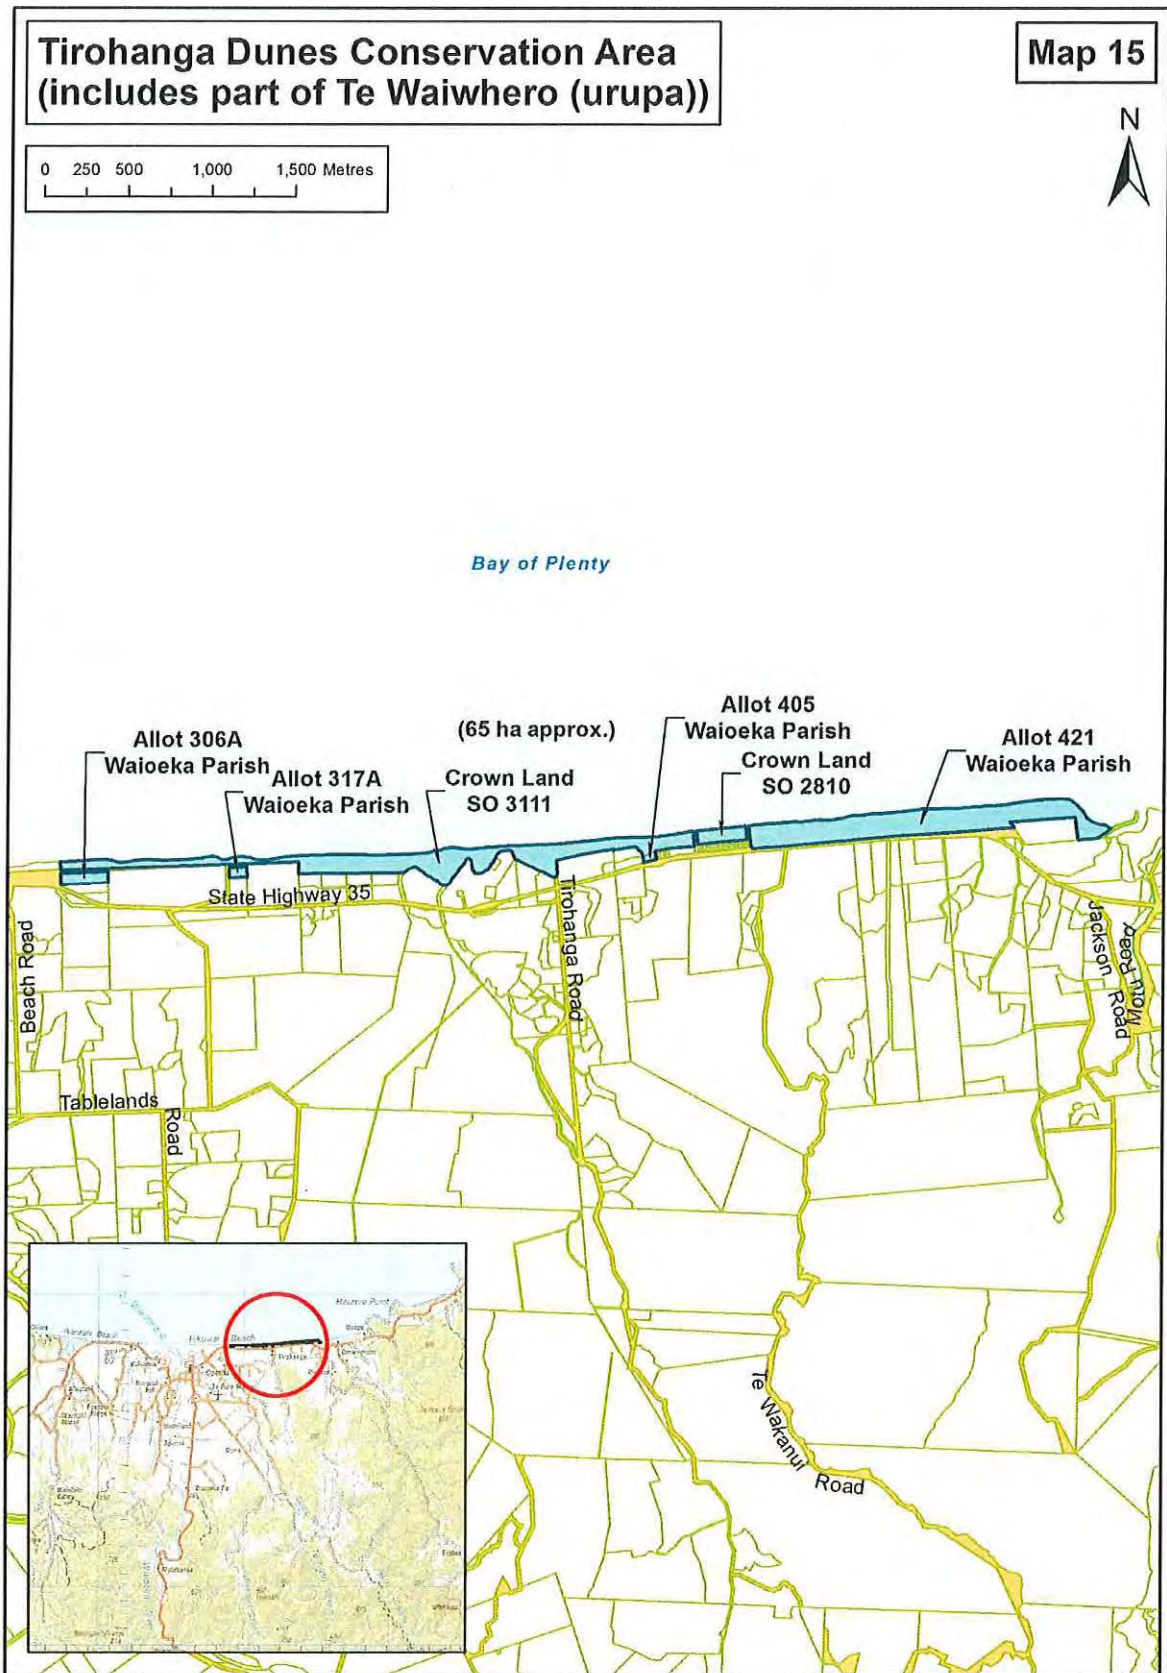 Tirohanga Dunes Conservation Area
(includes part of Te Waiwhero (urupa))
Map 15
N
0 250 500 1,000 1,500 Metres
Bay of Plenty
Allot 306A
Waioeka Parish
Allot 317A
Waioeka Parish
(65 ha approx.)
Crown Land
SO 3111
Allot 405
Waioeka Parish
Crown Land
SO 2810
Allot 421
Waioeka Parish
State Highway 35
Beach Road
Tirohanga Road
Jackson Road
Motu Road
Tablelands
Road
Te Wakanui Road
Beach